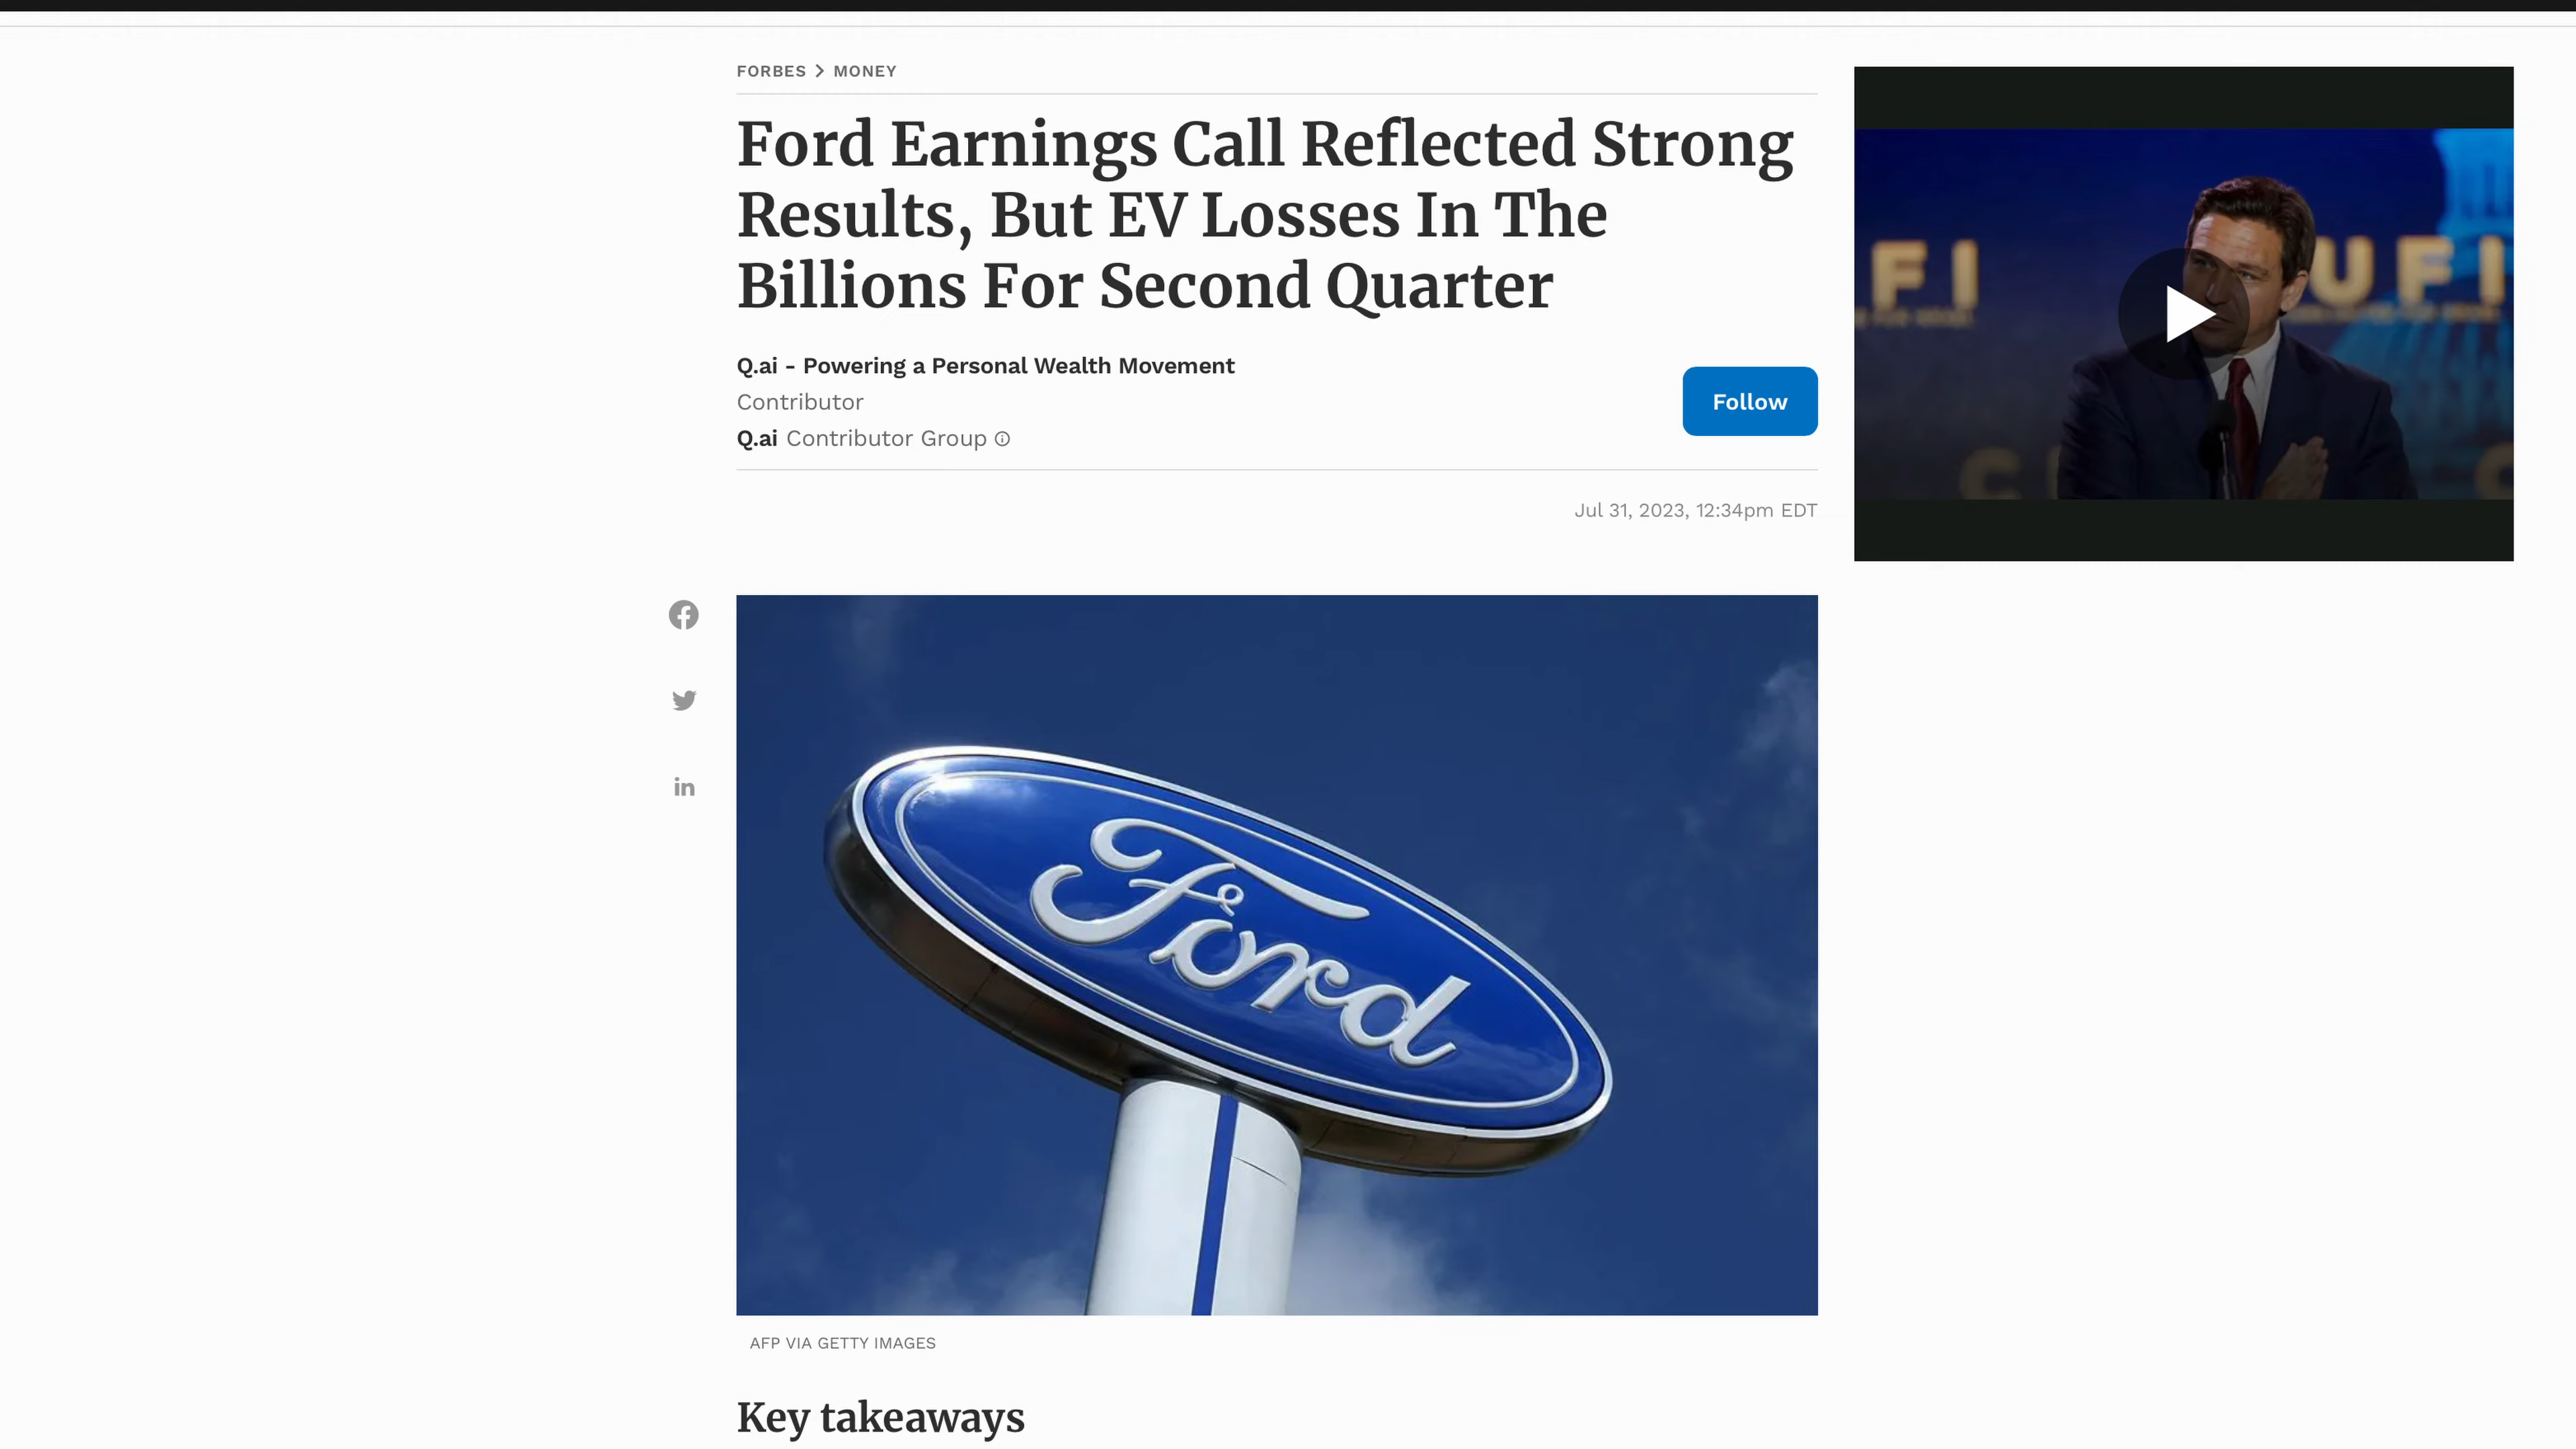 FORBES > MONEY
Ford Earnings Call Reflected Strong
Results, But EV Losses In The
Billions For Second Quarter
Q.ai - Powering a Personal Wealth Movement
Contributor
Q.ai Contributor Group
Follow
Jul 31, 2023, 12:34pm EDT
FI
UFI
Ford
AFP VIA GETTY IMAGES
Key takeaways